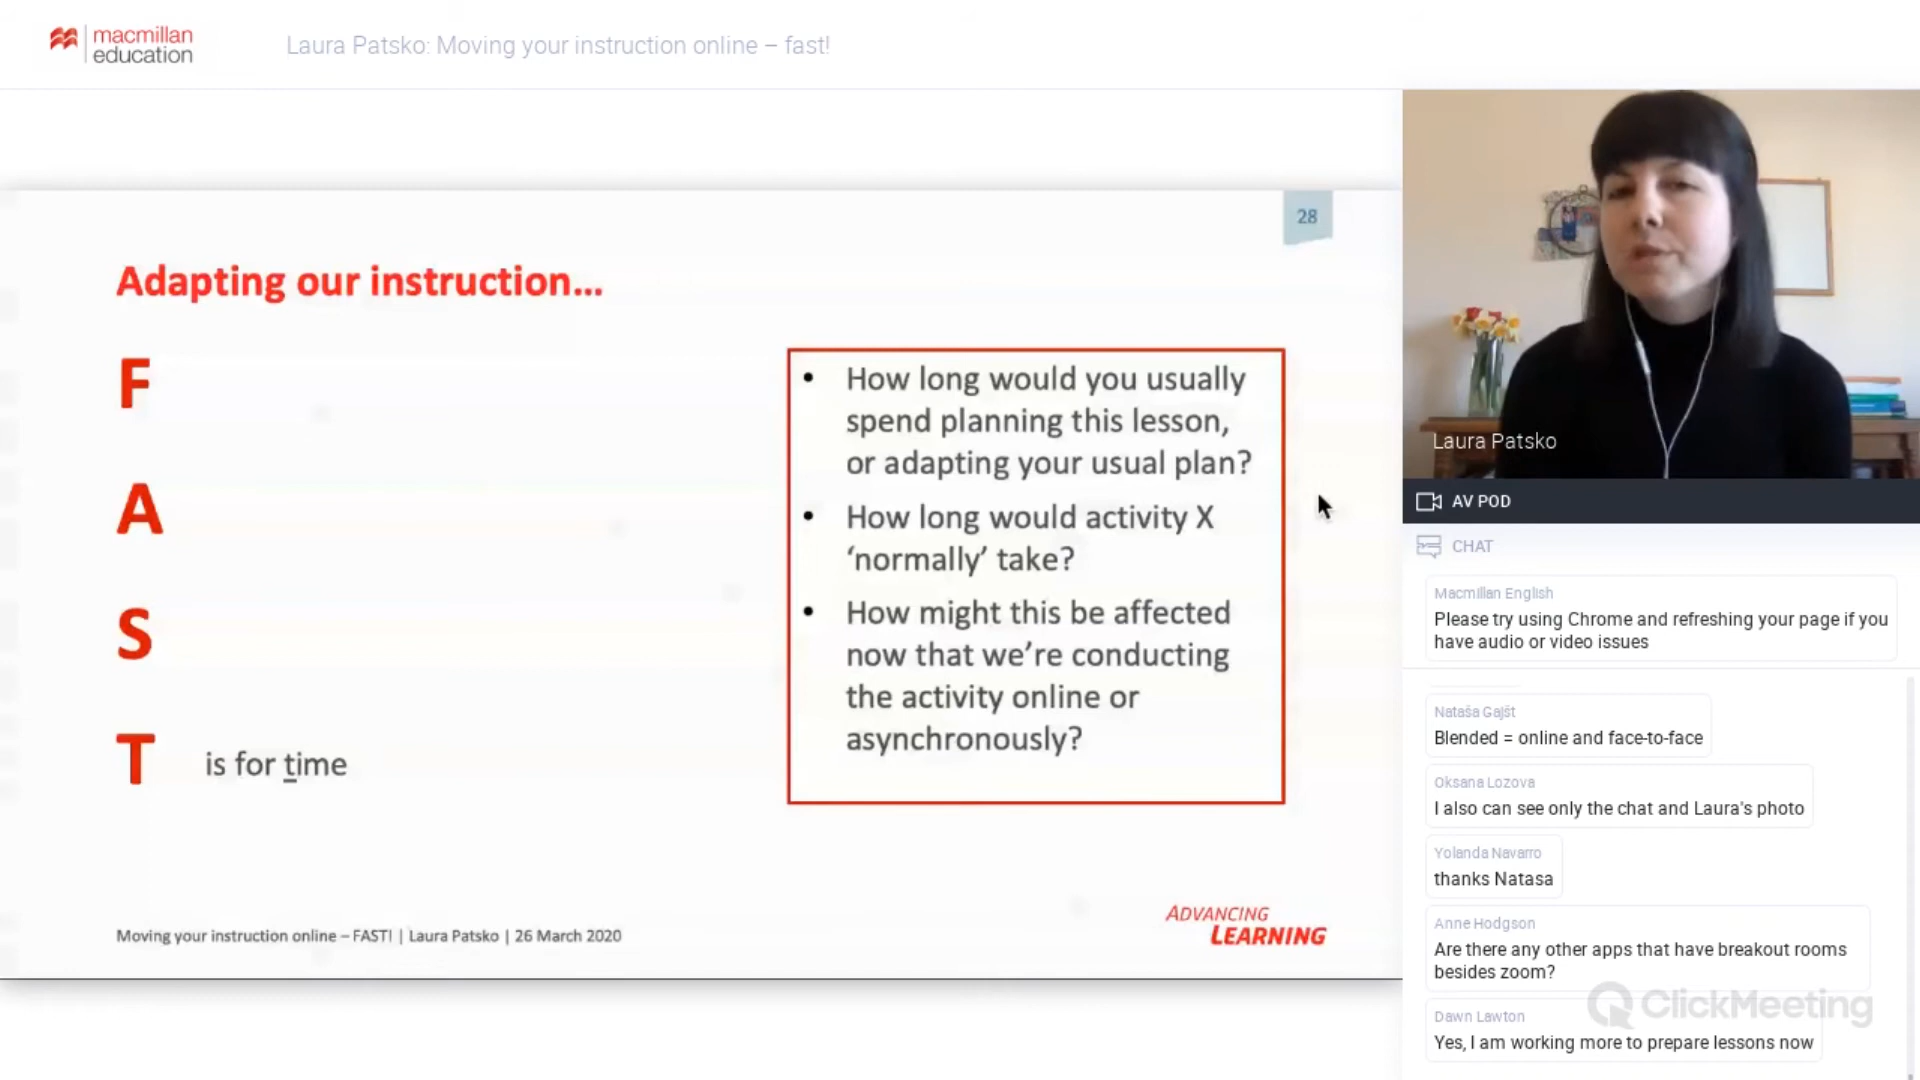 macmillan
education
Laura Patsko: Moving your instruction online – fast!
28
Adapting our instruction...
F
A
S
T is for time
• How long would you usually
spend planning this lesson,
or adapting your usual plan?
• How long would activity X
‘normally’ take?
• How might this be affected
now that we’re conducting
the activity online or
asynchronously?
Moving your instruction online – FAST! | Laura Patsko | 26 March 2020
ADVANCING
LEARNING
Laura Patsko
AV POD
CHAT
Macmillan English
Please try using Chrome and refreshing your page if you
have audio or video issues
Nataša Gajšt
Blended = online and face-to-face
Oksana Lozova
I also can see only the chat and Laura's photo
Yolanda Navarro
thanks Natasa
Anne Hodgson
Are there any other apps that have breakout rooms
besides zoom?
ClickMeeting
Dawn Lawton
Yes, I am working more to prepare lessons now